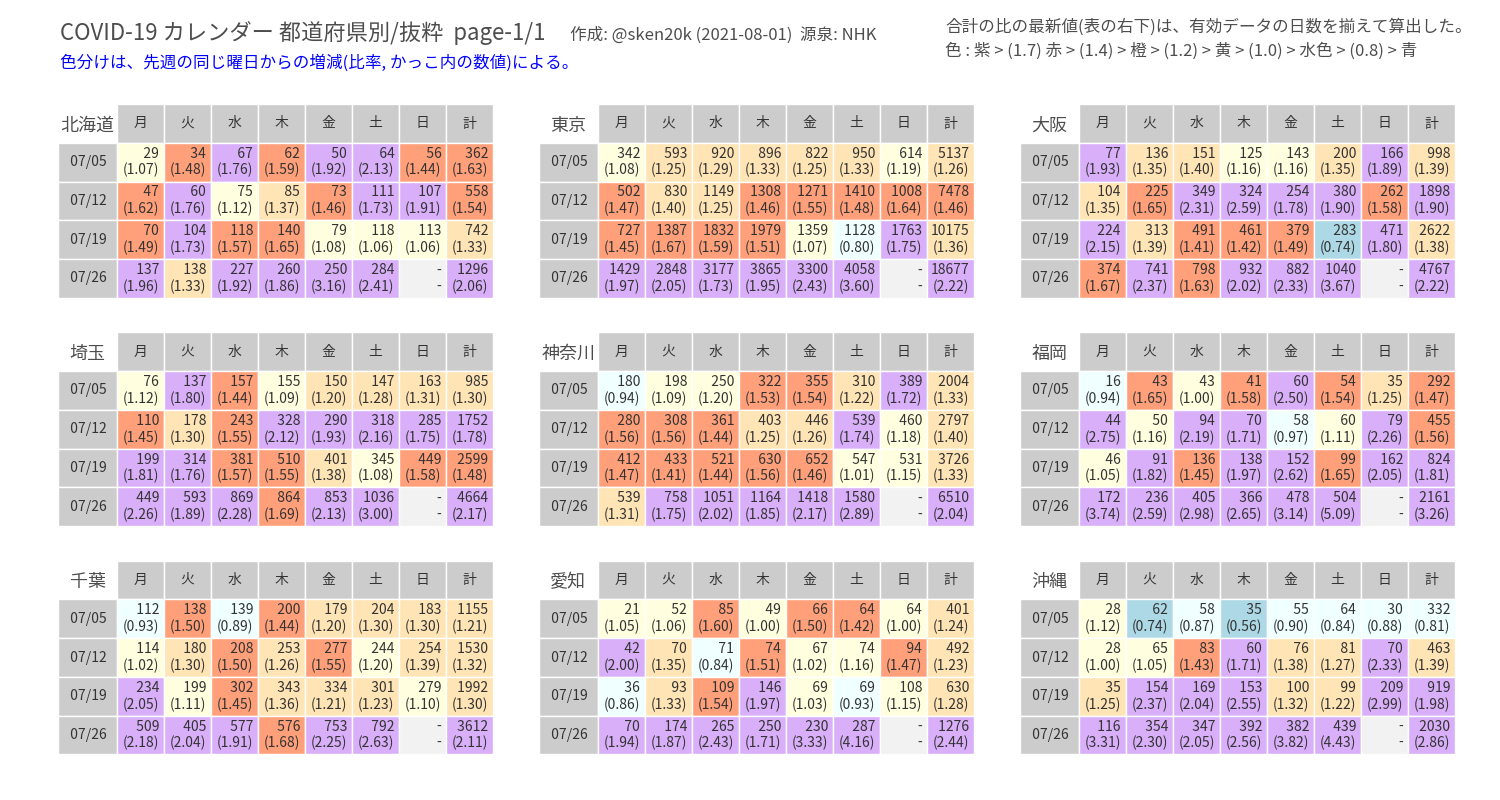 COVID-19 カレンダー 都道府県別/抜粋 page-1/1 作成: @sken20k (2021-08-01) 源泉: NHK
合計の比の最新値(表の右下)は、有効データの日数を揃えて算出した。
色分けは、先週の同じ曜日からの増減(比率, かっこ内の数値)による。
色 : 紫 > (1.7) 赤 > (1.4) > 橙 > (1.2) > 黄 > (1.0) > 水色 > (0.8) > 青
北海道 月 火 水 木 金 土 日 計
07/05 29 34 67 62 50 64 56 362
(1.07) (1.48) (1.76) (1.59) (1.92) (2.13) (1.44) (1.63)
07/12 47 60 75 85 73 111 107 558
(1.62) (1.76) (1.12) (1.37) (1.46) (1.73) (1.91) (1.54)
07/19 70 104 118 140 79 118 113 742
(1.49) (1.73) (1.57) (1.65) (1.08) (1.06) (1.06) (1.33)
07/26 137 138 227 260 250 284 - 1296
(1.96) (1.33) (1.92) (1.86) (3.16) (2.41) - (2.06)
東京 月 火 水 木 金 土 日 計
07/05 342 593 920 896 822 950 614 5137
(1.08) (1.25) (1.29) (1.33) (1.25) (1.33) (1.19) (1.26)
07/12 502 830 1149 1308 1271 1410 1008 7478
(1.47) (1.40) (1.25) (1.46) (1.55) (1.48) (1.64) (1.46)
07/19 727 1387 1832 1979 1359 1128 1763 10175
(1.45) (1.67) (1.59) (1.51) (1.07) (0.80) (1.75) (1.36)
07/26 1429 2848 3177 3865 3300 4058 - 18677
(1.97) (2.05) (1.73) (1.95) (2.43) (3.60) - (2.22)
大阪 月 火 水 木 金 土 日 計
07/05 77 136 151 125 143 200 166 998
(1.93) (1.35) (1.40) (1.16) (1.16) (1.35) (1.89) (1.39)
07/12 104 225 349 324 254 380 262 1898
(1.35) (1.65) (2.31) (2.59) (1.78) (1.90) (1.58) (1.90)
07/19 224 313 491 461 379 283 471 2622
(2.15) (1.39) (1.41) (1.42) (1.49) (0.74) (1.80) (1.38)
07/26 374 741 798 932 882 1040 - 4767
(1.67) (2.37) (1.63) (2.02) (2.33) (3.67) - (2.22)
埼玉 月 火 水 木 金 土 日 計
07/05 76 137 157 155 150 147 163 985
(1.12) (1.80) (1.44) (1.09) (1.20) (1.28) (1.31) (1.30)
07/12 110 178 243 328 290 318 285 1752
(1.45) (1.30) (1.55) (2.12) (1.93) (2.16) (1.75) (1.78)
07/19 199 314 381 510 401 345 449 2599
(1.81) (1.76) (1.57) (1.55) (1.38) (1.08) (1.58) (1.48)
07/26 449 593 869 864 853 1036 - 4664
(2.26) (1.89) (2.28) (1.69) (2.13) (3.00) - (2.17)
神奈川 月 火 水 木 金 土 日 計
07/05 180 198 250 322 355 310 389 2004
(0.94) (1.09) (1.20) (1.53) (1.54) (1.22) (1.72) (1.33)
07/12 280 308 361 403 446 539 460 2797
(1.56) (1.56) (1.44) (1.25) (1.26) (1.74) (1.18) (1.40)
07/19 412 433 521 630 652 547 531 3726
(1.47) (1.41) (1.44) (1.56) (1.46) (1.01) (1.15) (1.33)
07/26 539 758 1051 1164 1418 1580 - 6510
(1.31) (1.75) (2.02) (1.85) (2.17) (2.89) - (2.04)
福岡 月 火 水 木 金 土 日 計
07/05 16 43 43 41 60 54 35 292
(0.94) (1.65) (1.00) (1.58) (2.50) (1.54) (1.25) (1.47)
07/12 44 50 94 70 58 60 79 455
(2.75) (1.16) (2.19) (1.71) (0.97) (1.11) (2.26) (1.56)
07/19 46 91 136 138 152 99 162 824
(1.05) (1.82) (1.45) (1.97) (2.62) (1.65) (2.05) (1.81)
07/26 172 236 405 366 478 504 - 2161
(3.74) (2.59) (2.98) (2.65) (3.14) (5.09) - (3.26)
千葉 月 火 水 木 金 土 日 計
07/05 112 138 139 200 179 204 183 1155
(0.93) (1.50) (0.89) (1.44) (1.20) (1.30) (1.30) (1.21)
07/12 114 180 208 253 277 244 254 1530
(1.02) (1.30) (1.50) (1.26) (1.55) (1.20) (1.39) (1.32)
07/19 234 199 302 343 334 301 279 1992
(2.05) (1.11) (1.45) (1.36) (1.21) (1.23) (1.10) (1.30)
07/26 509 405 577 576 753 792 - 3612
(2.18) (2.04) (1.91) (1.68) (2.25) (2.63) - (2.11)
愛知 月 火 水 木 金 土 日 計
07/05 21 52 85 49 66 64 64 401
(1.05) (1.06) (1.60) (1.00) (1.50) (1.42) (1.00) (1.24)
07/12 42 70 71 74 67 74 94 492
(2.00) (1.35) (0.84) (1.51) (1.02) (1.16) (1.47) (1.23)
07/19 36 93 109 146 69 69 108 630
(0.86) (1.33) (1.54) (1.97) (1.03) (0.93) (1.15) (1.28)
07/26 70 174 265 250 230 287 - 1276
(1.94) (1.87) (2.43) (1.71) (3.33) (4.16) - (2.44)
沖縄 月 火 水 木 金 土 日 計
07/05 28 62 58 35 55 64 30 332
(1.12) (0.74) (0.87) (0.56) (0.90) (0.84) (0.88) (0.81)
07/12 28 65 83 60 76 81 70 463
(1.00) (1.05) (1.43) (1.71) (1.38) (1.27) (2.33) (1.39)
07/19 35 154 169 153 100 99 209 919
(1.25) (2.37) (2.04) (2.55) (1.32) (1.22) (2.99) (1.98)
07/26 116 354 347 392 382 439 - 2030
(3.31) (2.30) (2.05) (2.56) (3.82) (4.43) - (2.86)